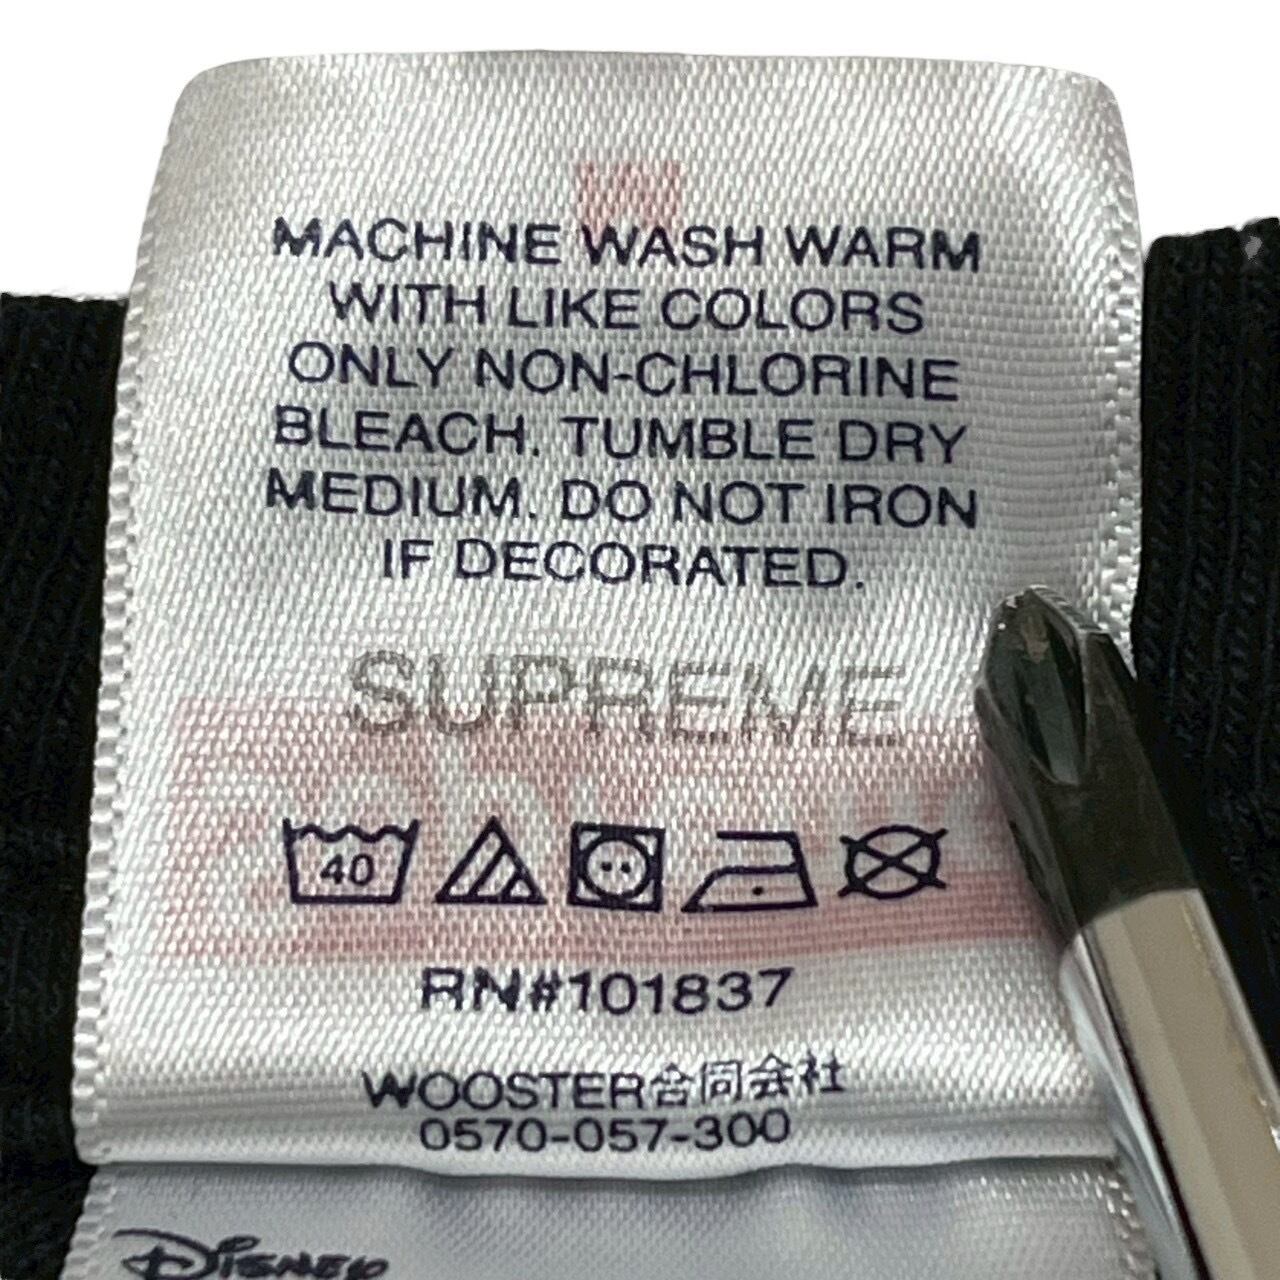 MACHINE WASH WARM
WITH LIKE COLORS
ONLY NON-CHLORINE
BLEACH. TUMBLE DRY
MEDIUM. DO NOT IRON
IF DECORATED.
SUPREME
40
RN#101837
WOOSTER合同会社
0570-057-300
Disney